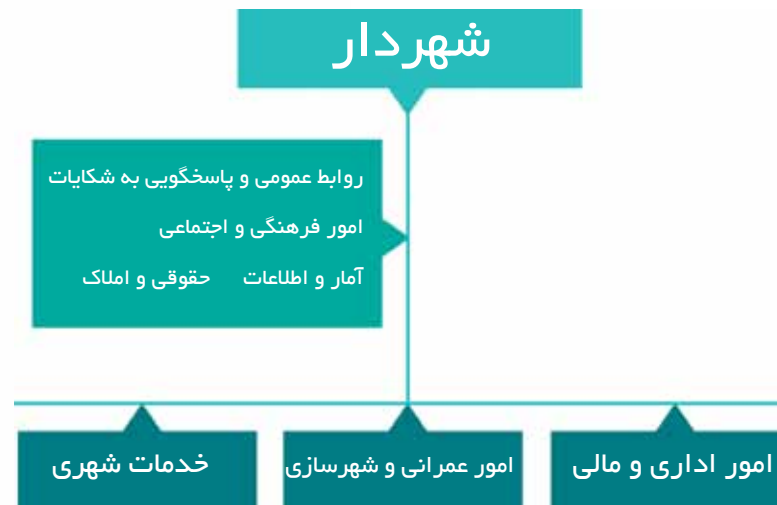 شهردار
روابط عمومی و پاسخگویی به شکایات
امور فرهنگی و اجتماعی
آمار و اطلاعات حقوقی و املاک
امور اداری و مالی
امور عمرانی و شهرسازی
خدمات شهری